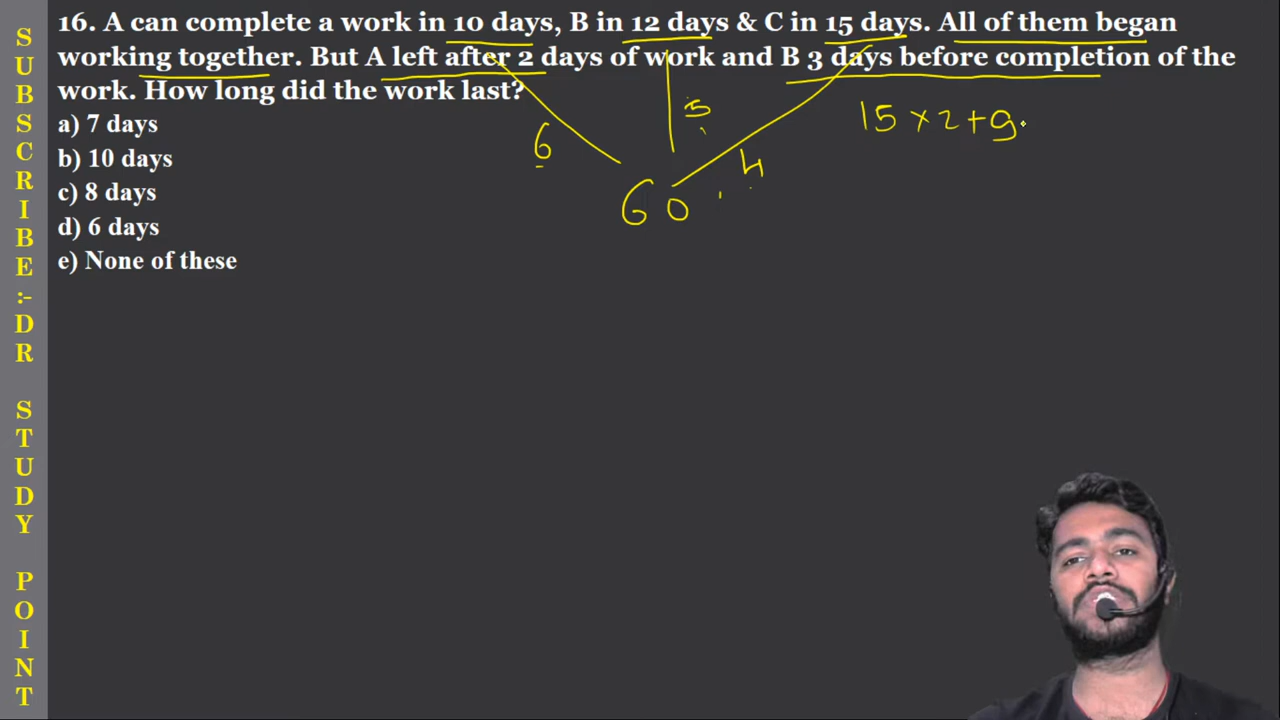 SUBSCRIBE:-DR STUDY POINT
16. A can complete a work in 10 days, B in 12 days & C in 15 days. All of them began
working together. But A left after 2 days of work and B 3 days before completion of the
work. How long did the work last?
a) 7 days
b) 10 days
c) 8 days
d) 6 days
e) None of these
15 × 2 + 9
5
6
4
60